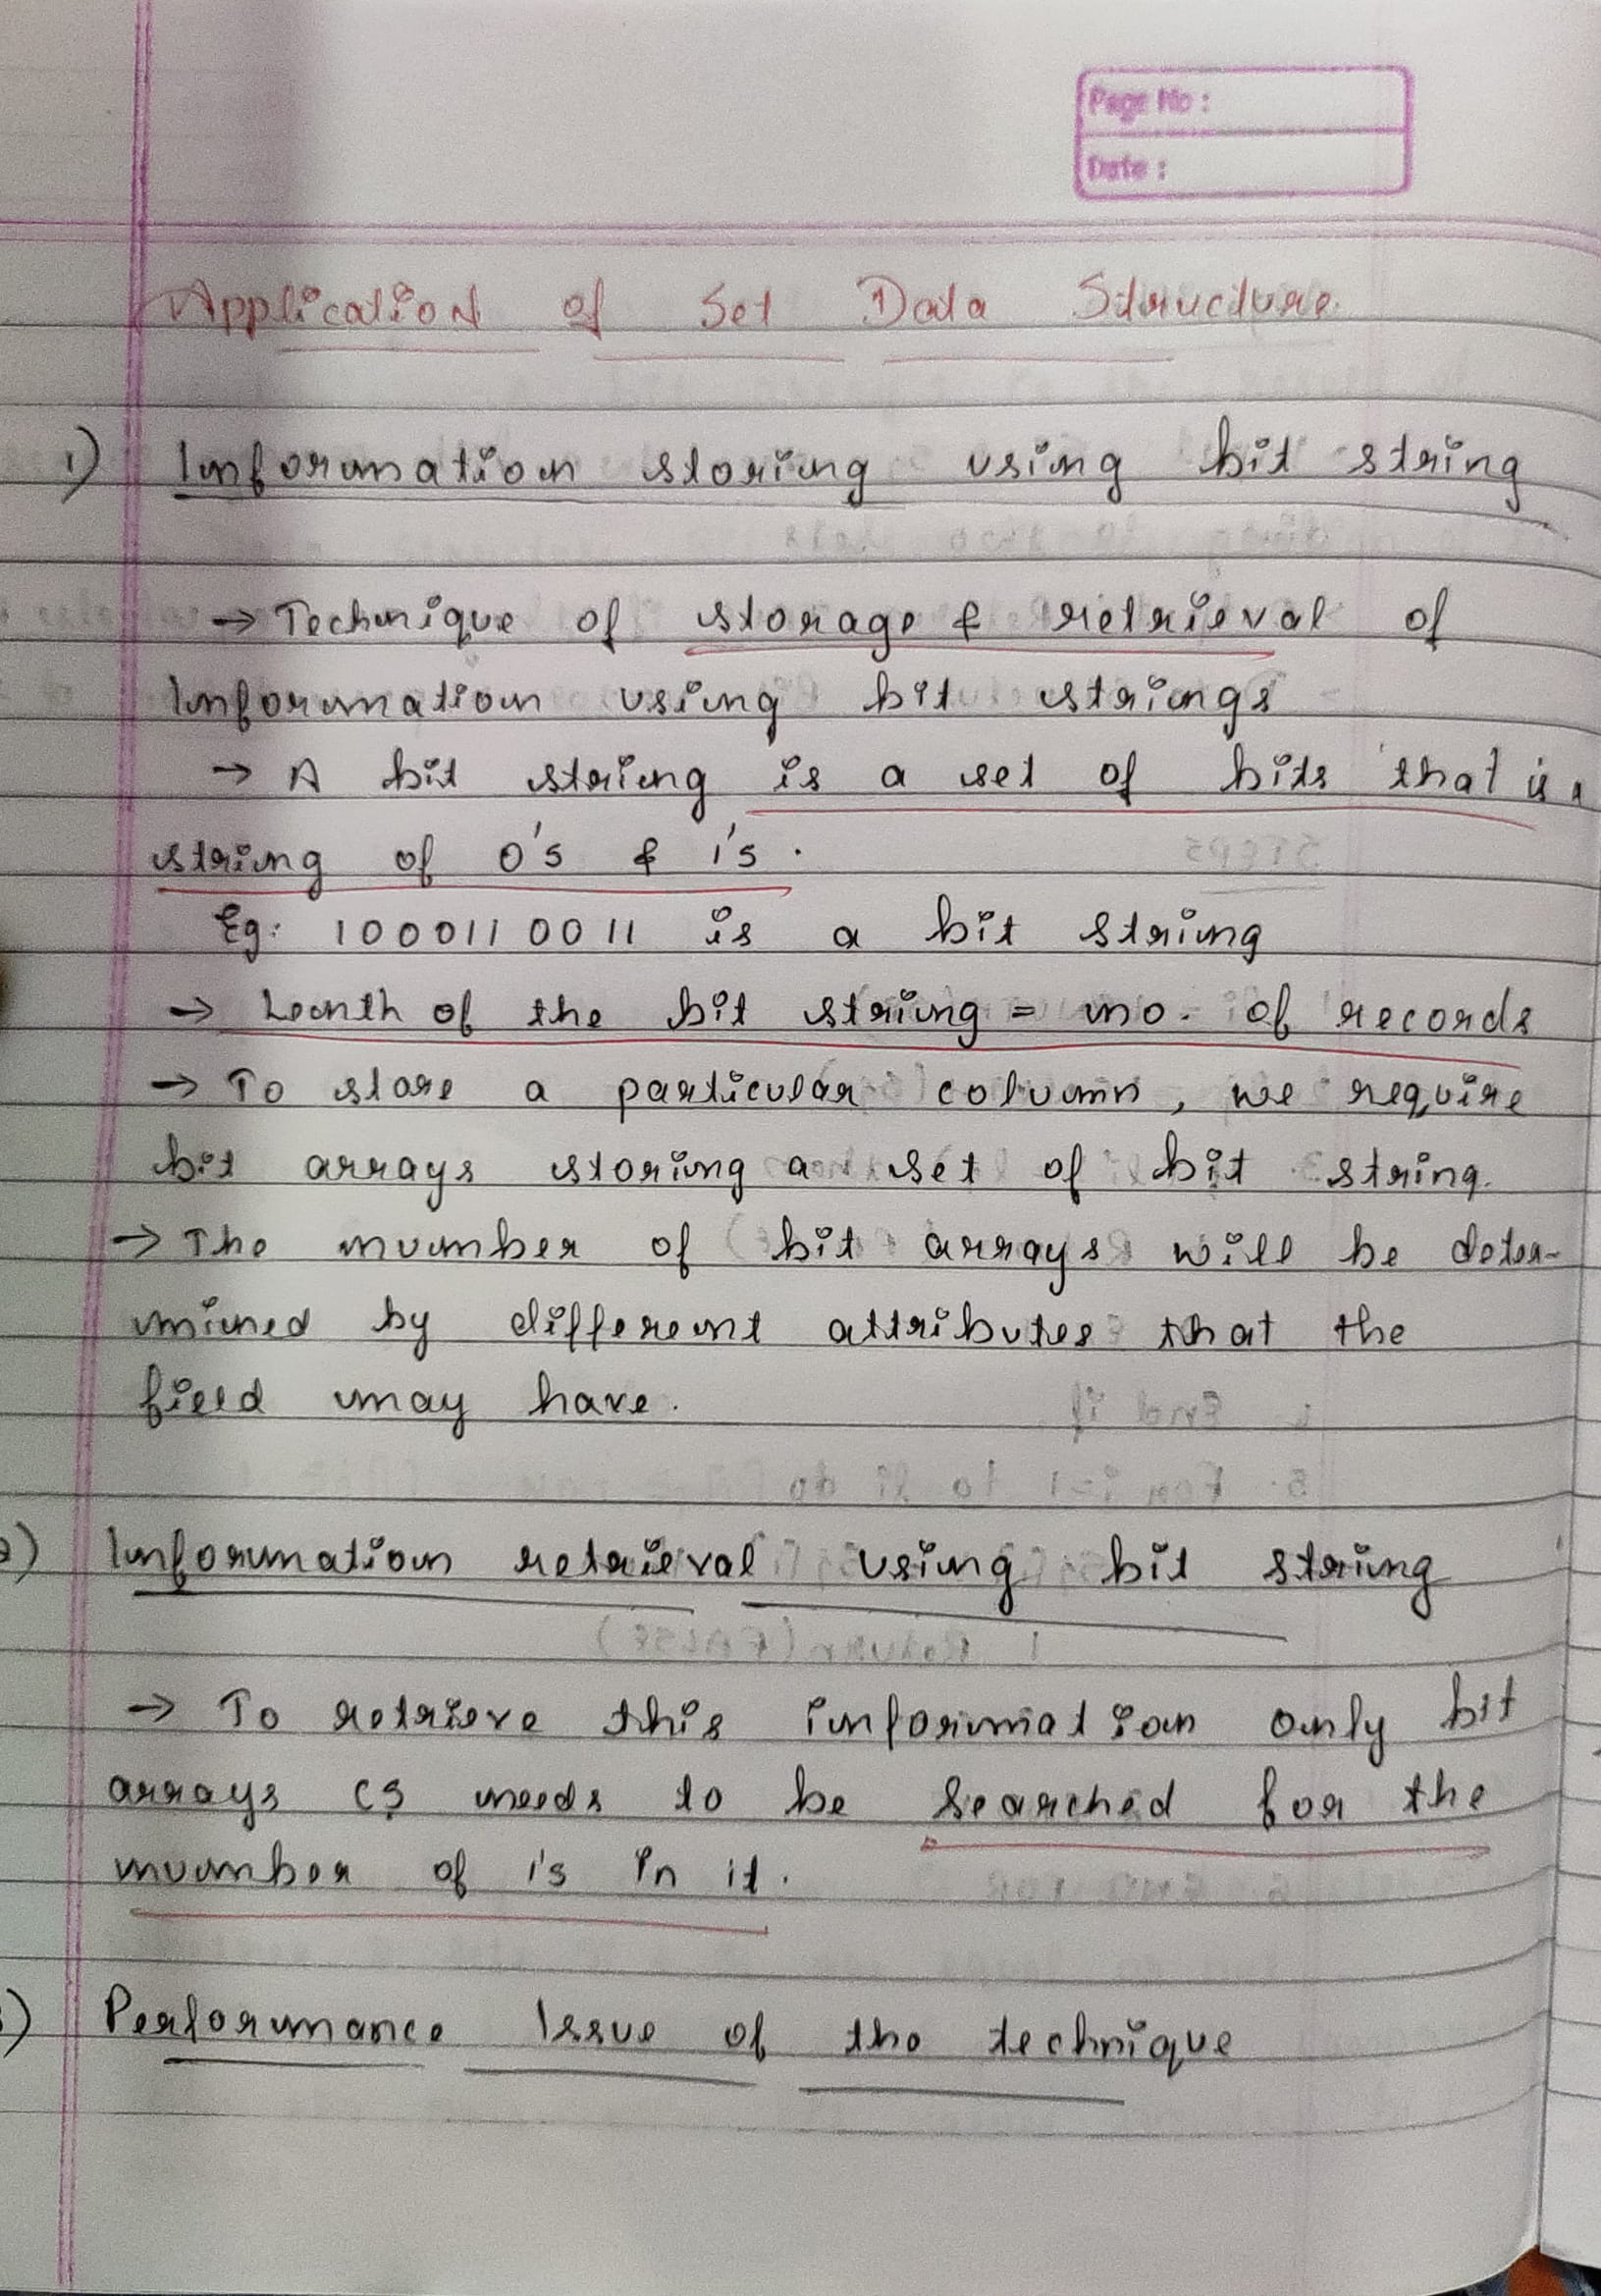 Page No :
Date :
Application of Set Data Structure
1) Information storing using bit string
→ Technique of storage & retrieval of
Information using bit strings
→ A bit string is a set of bits that is a
string of 0's & 1's.
Eg: 1000110011 is a bit string
→ Leanth of the bit string = no. of records
→ To store a particular column, we require
bit arrays storing a set of bit string.
→ The number of bit arrays will be deter-
mined by different attributes that the
field may have.
2) Information retrieval using bit string
→ To retrieve this information only bit
arrays CS needs to be searched for the
number of 1's in it.
) Performance Issue of the technique